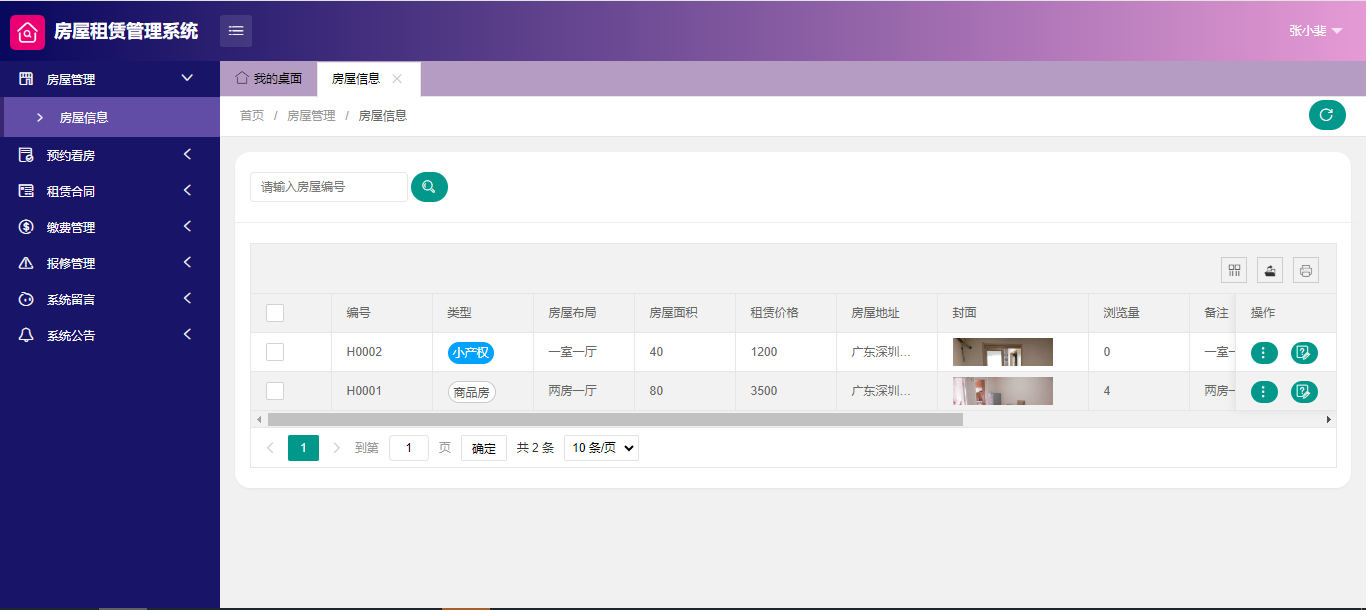 房屋租赁管理系统
张小斐
房屋管理
房屋信息
预约看房
租赁合同
缴费管理
报修管理
系统留言
系统公告
我的桌面
房屋信息
首页 / 房屋管理 / 房屋信息
请输入房屋编号
编号 类型 房屋布局 房屋面积 租赁价格 房屋地址 封面 浏览量 备注 操作
H0002 小产权 一室一厅 40 1200 广东深圳... 0 一室一
H0001 商品房 两房一厅 80 3500 广东深圳... 4 两房一
1 到第 1 页 确定 共 2 条 10 条/页